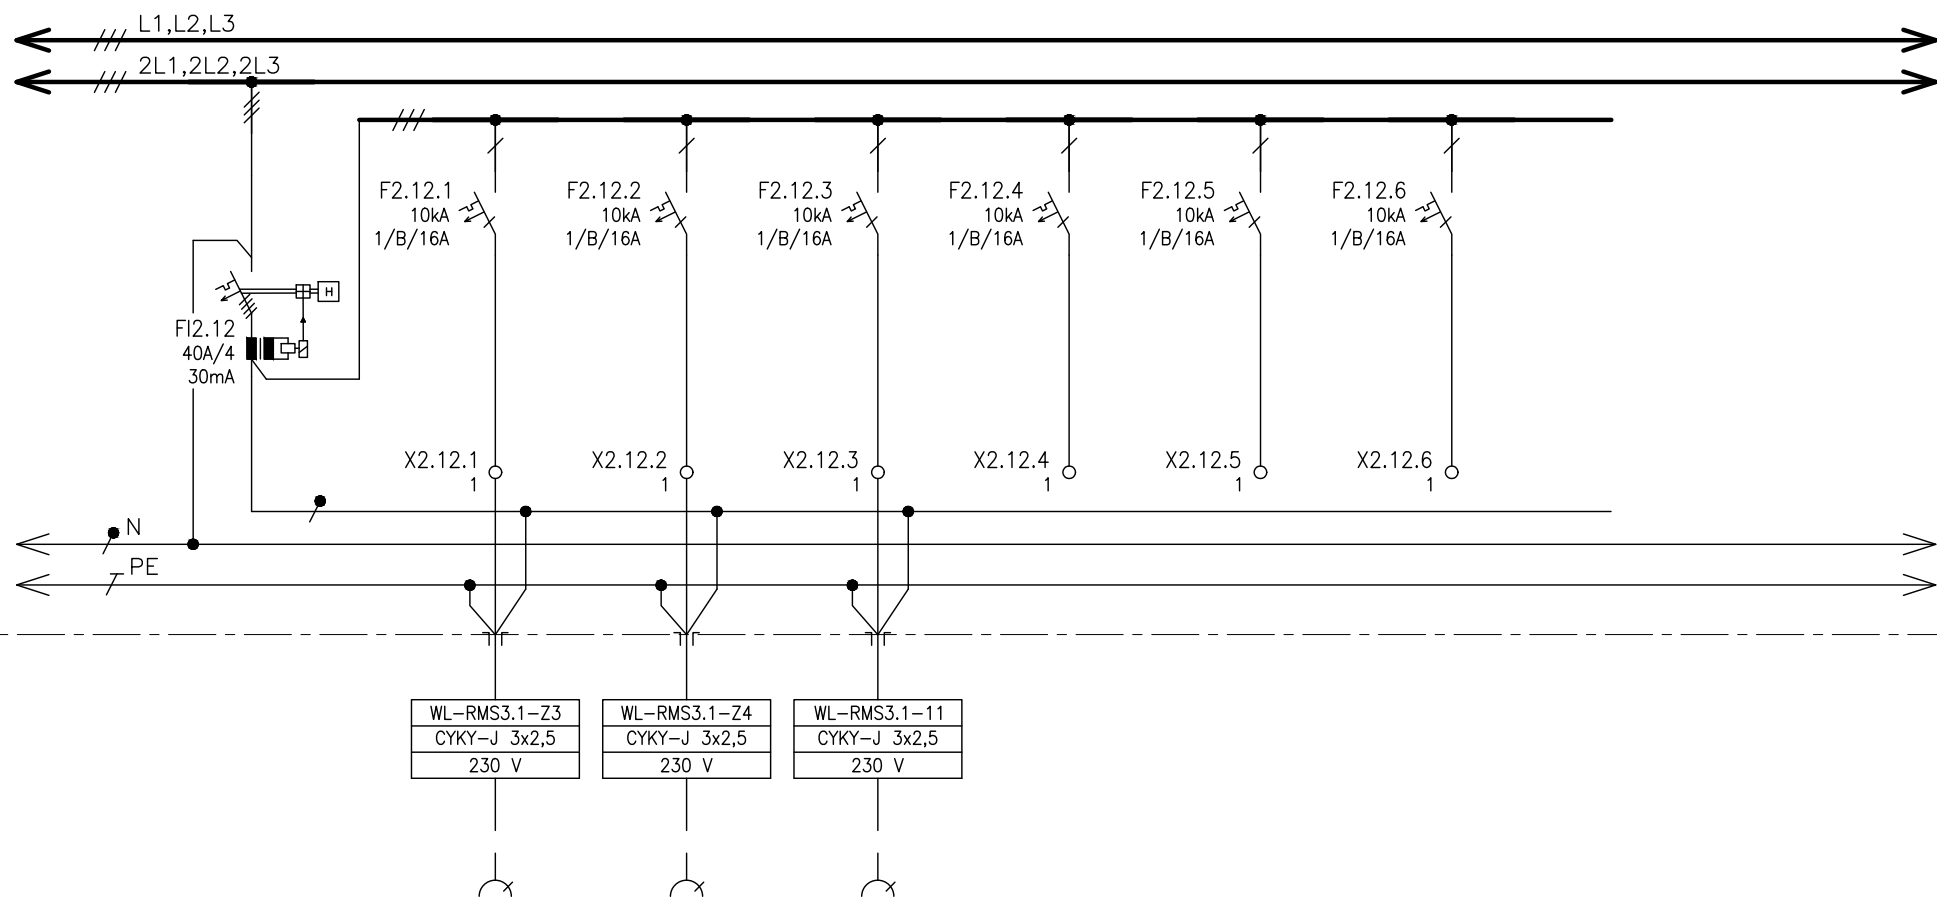 L1,L2,L3
2L1,2L2,2L3
F2.12.1
10kA
1/B/16A
F2.12.2
10kA
1/B/16A
F2.12.3
10kA
1/B/16A
F2.12.4
10kA
1/B/16A
F2.12.5
10kA
1/B/16A
F2.12.6
10kA
1/B/16A
H
FI2.12
40A/4
30mA
X2.12.1
1
X2.12.2
1
X2.12.3
1
X2.12.4
1
X2.12.5
1
X2.12.6
1
N
PE
WL-RMS3.1-Z3
CYKY-J 3x2,5
230 V
WL-RMS3.1-Z4
CYKY-J 3x2,5
230 V
WL-RMS3.1-11
CYKY-J 3x2,5
230 V